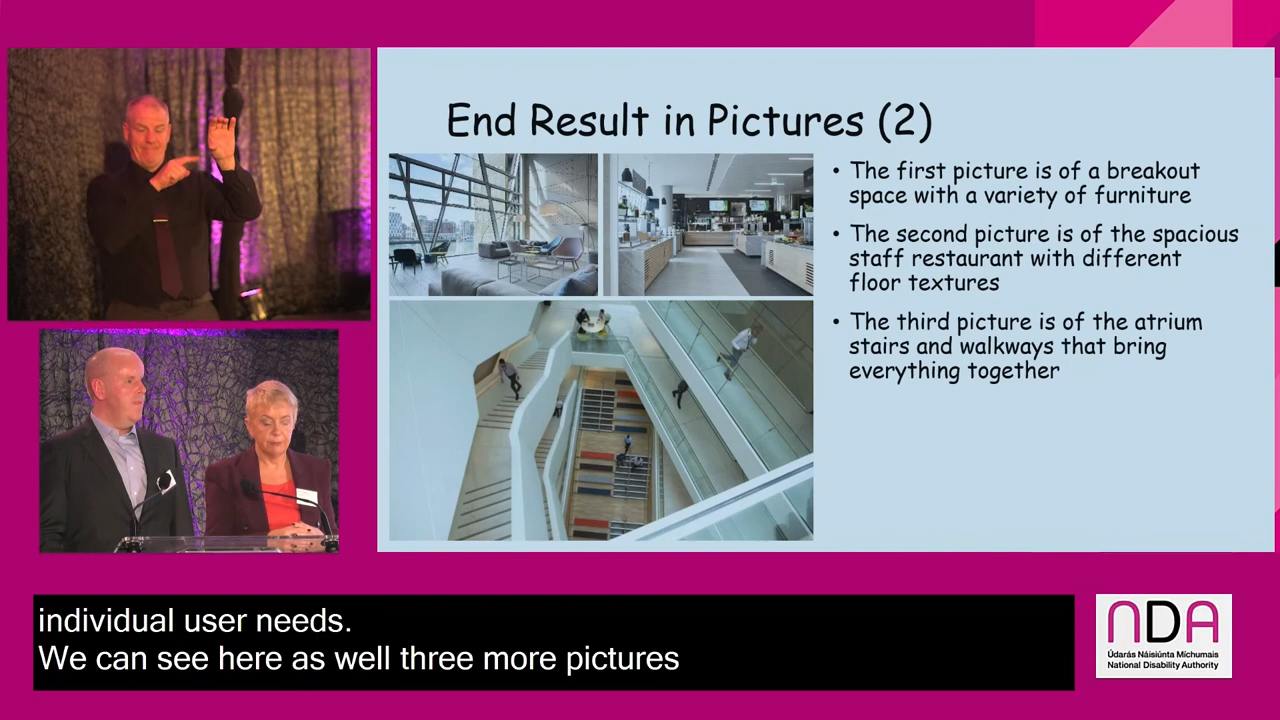 End Result in Pictures (2)
• The first picture is of a breakout
space with a variety of furniture
• The second picture is of the spacious
staff restaurant with different
floor textures
• The third picture is of the atrium
stairs and walkways that bring
everything together
individual user needs.
We can see here as well three more pictures
NDA
Údarás Náisiúnta Míchumais
National Disability Authority